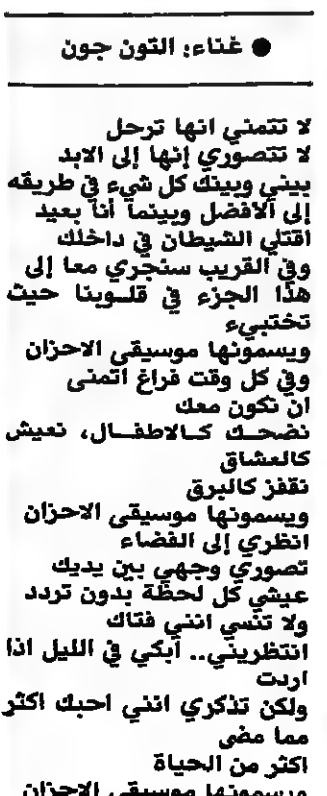 ● غناء: التون جون
لا تتمني انها ترحل
لا تتصوري إنها إلى الابد
بيني وبينك كل شيء في طريقه
إلى الافضل وبينما أنا بعيد
اقتلي الشيطان في داخلك
وفي القريب سنجري معا إلى
هذا الجزء في قلوبنا حيث
تختبيء
ويسمونها موسيقى الاحزان
وفي كل وقت فراغ اتمنى
ان تكون معك
نضحك كالاطفال، نعيش
كالعشاق
نقفز كالبرق
ويسمونها موسيقى الاحزان
انظري إلى الفضاء
تصوري وجهي بين يديك
عيشي كل لحظة بدون تردد
ولا تنسي انني فتاك
انتظريني.. ابكي في الليل اذا
اردت
ولكن تذكري انني احبك اكثر
مما مضى
اكثر من الحياة
ويسمونها موسيقى الاحزان